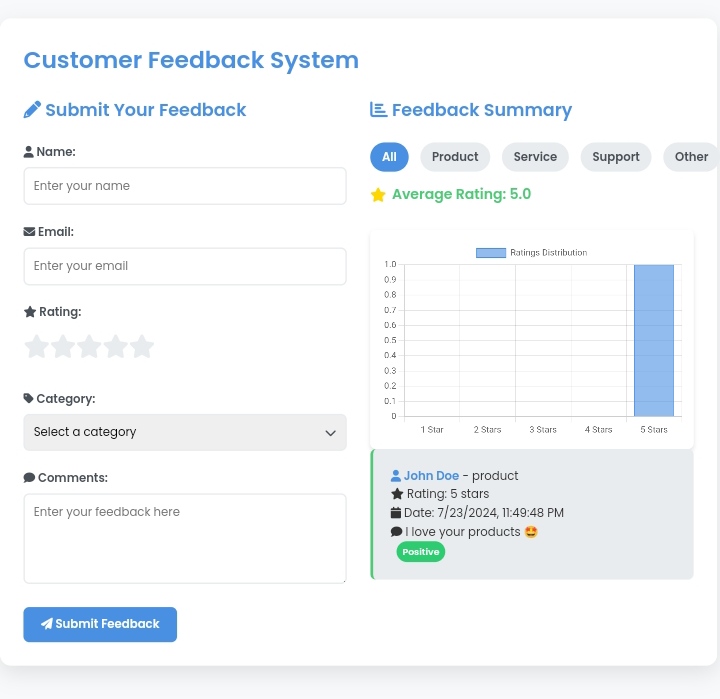 Customer Feedback System
Submit Your Feedback
Name:
Enter your name
Email:
Enter your email
Rating:
Category:
Select a category
Comments:
Enter your feedback here
Submit Feedback
Feedback Summary
All Product Service Support Other
Average Rating: 5.0
Ratings Distribution
1.0
0.9
0.8
0.7
0.6
0.5
0.4
0.3
0.2
0.1
0
1 Star 2 Stars 3 Stars 4 Stars 5 Stars
John Doe - product
Rating: 5 stars
Date: 7/23/2024, 11:49:48 PM
I love your products 🤩
Positive